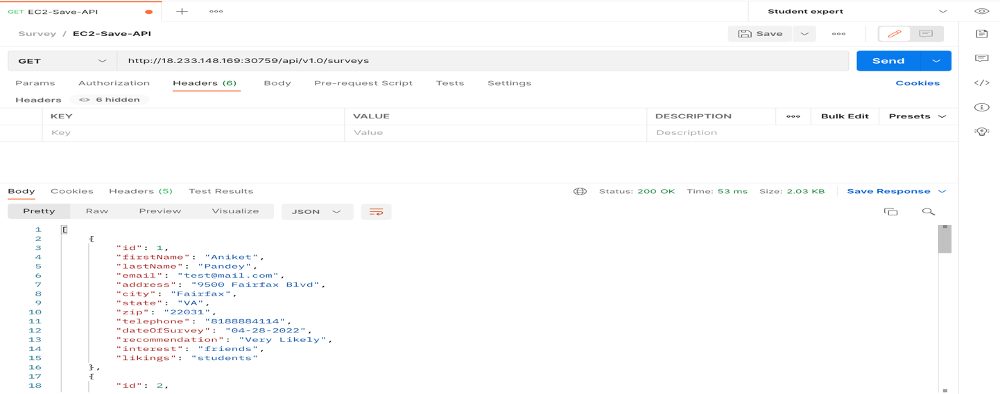 GET EC2-Save-API
Student expert
Survey / EC2-Save-API
Save
GET
http://18.233.148.169:30759/api/v1.0/surveys
Send
Params Authorization Headers (6) Body Pre-request Script Tests Settings Cookies
Headers 6 hidden
KEY VALUE DESCRIPTION Bulk Edit Presets
Key Value Description
Body Cookies Headers (5) Test Results Status: 200 OK Time: 53 ms Size: 2.03 KB Save Response
Pretty Raw Preview Visualize JSON
1 [
2 {
3 "id": 1,
4 "firstName": "Aniket",
5 "lastName": "Pandey",
6 "email": "test@mail.com",
7 "address": "9500 Fairfax Blvd",
8 "city": "Fairfax",
9 "state": "VA",
10 "zip": "22031",
11 "telephone": "8188884114",
12 "dateOfSurvey": "04-28-2022",
13 "recommendation": "Very Likely",
14 "interest": "friends",
15 "likings": "students"
16 },
17 {
18 "id": 2,